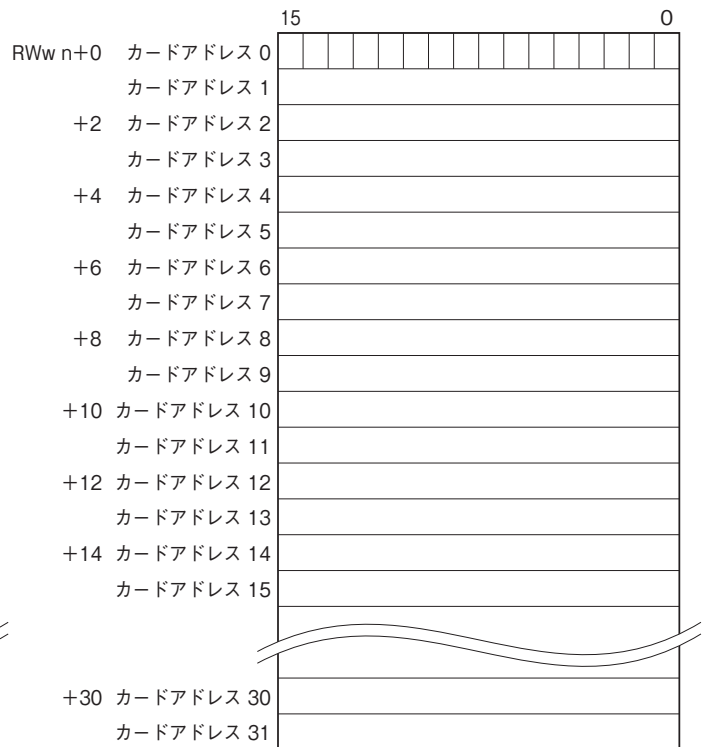 15 0
RWw n+0 カードアドレス 0
カードアドレス 1
+2 カードアドレス 2
カードアドレス 3
+4 カードアドレス 4
カードアドレス 5
+6 カードアドレス 6
カードアドレス 7
+8 カードアドレス 8
カードアドレス 9
+10 カードアドレス 10
カードアドレス 11
+12 カードアドレス 12
カードアドレス 13
+14 カードアドレス 14
カードアドレス 15
+30 カードアドレス 30
カードアドレス 31